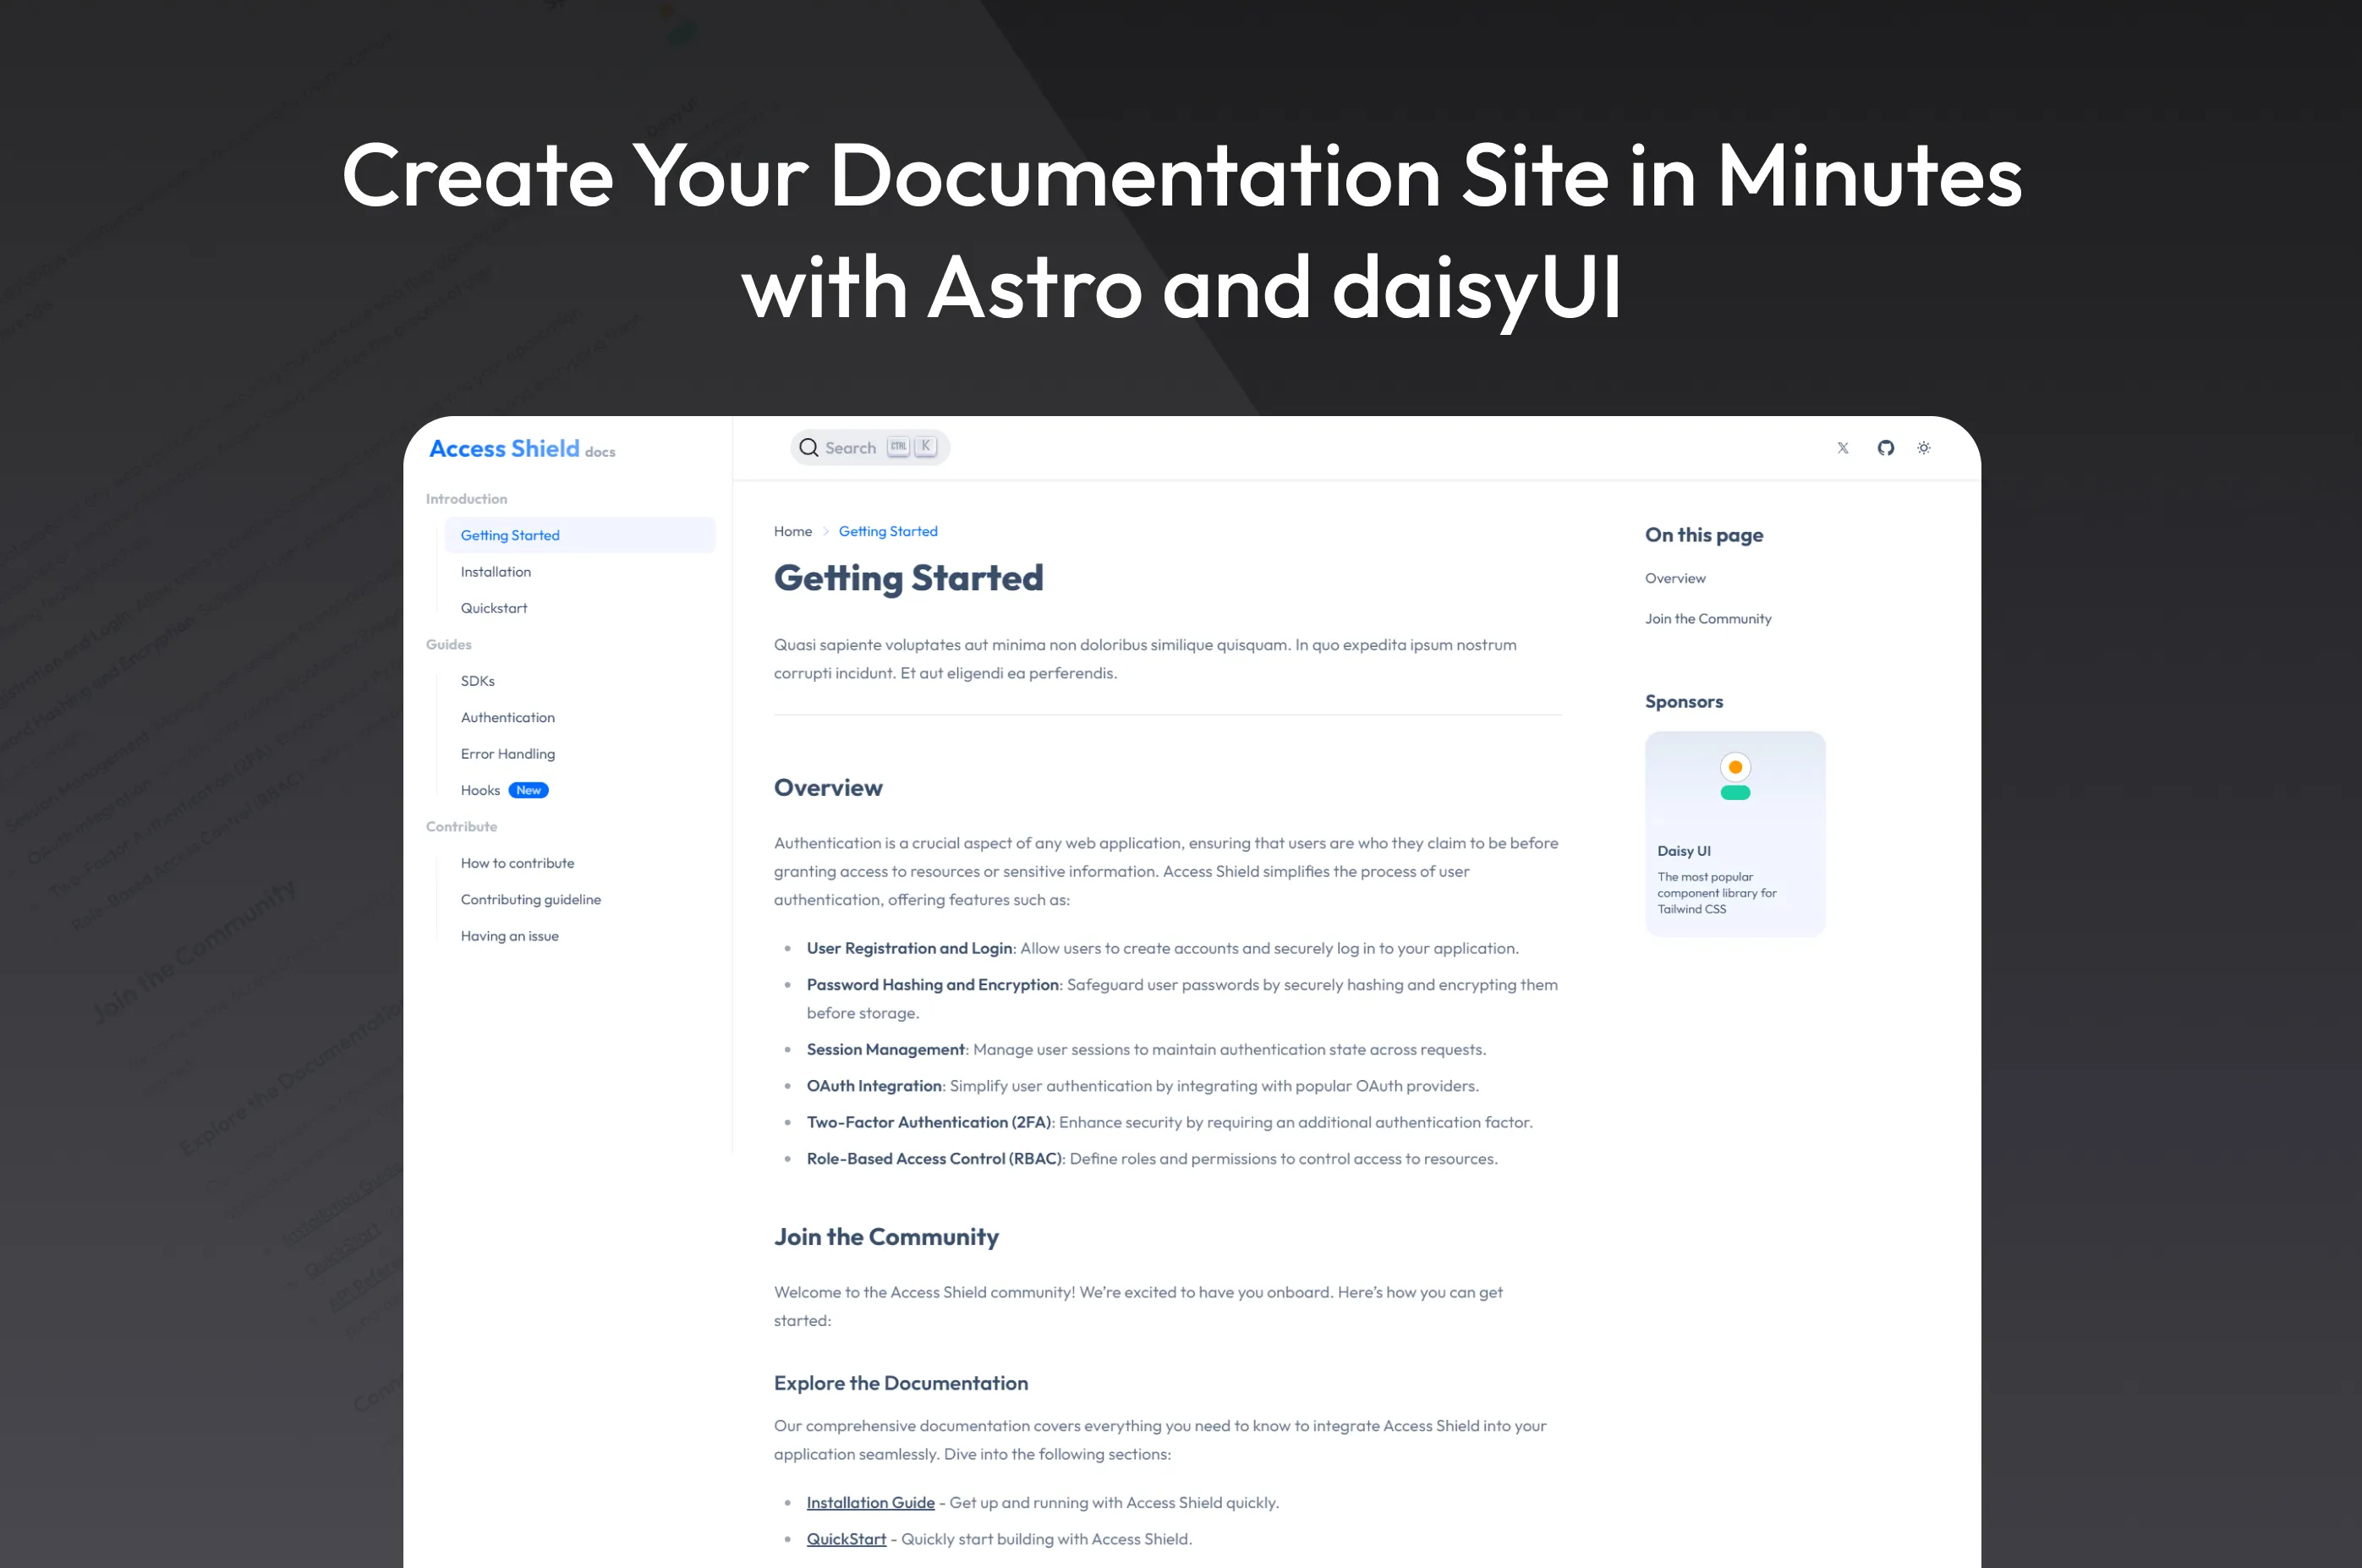 Create Your Documentation Site in Minutes
with Astro and daisyUI
Access Shield docs
Search CTRL K
Introduction
Getting Started
Installation
Quickstart
Guides
SDKs
Authentication
Error Handling
Hooks New
Contribute
How to contribute
Contributing guideline
Having an issue
Home > Getting Started
Getting Started
Quasi sapiente voluptates aut minima non doloribus similique quisquam. In quo expedita ipsum nostrum
corrupti incidunt. Et aut eligendi ea perferendis.
Overview
Authentication is a crucial aspect of any web application, ensuring that users are who they claim to be before
granting access to resources or sensitive information. Access Shield simplifies the process of user
authentication, offering features such as:
• User Registration and Login: Allow users to create accounts and securely log in to your application.
• Password Hashing and Encryption: Safeguard user passwords by securely hashing and encrypting them
before storage.
• Session Management: Manage user sessions to maintain authentication state across requests.
• OAuth Integration: Simplify user authentication by integrating with popular OAuth providers.
• Two-Factor Authentication (2FA): Enhance security by requiring an additional authentication factor.
• Role-Based Access Control (RBAC): Define roles and permissions to control access to resources.
Join the Community
Welcome to the Access Shield community! We’re excited to have you onboard. Here’s how you can get
started:
Explore the Documentation
Our comprehensive documentation covers everything you need to know to integrate Access Shield into your
application seamlessly. Dive into the following sections:
• Installation Guide - Get up and running with Access Shield quickly.
• QuickStart - Quickly start building with Access Shield.
On this page
Overview
Join the Community
Sponsors
Daisy UI
The most popular
component library for
Tailwind CSS
Join the Community
Explore the Documentation
Installation Guide
QuickStart